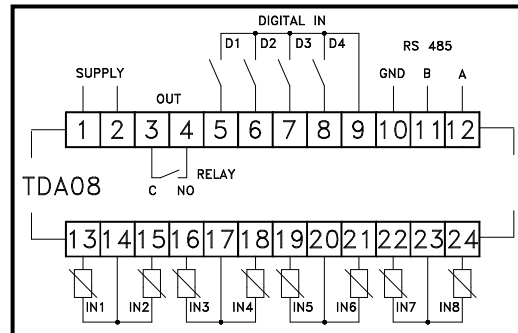 DIGITAL IN
D1 D2 D3 D4
RS 485
SUPPLY
GND B A
OUT
1 2 3 4 5 6 7 8 9 10 11 12
RELAY
TDA08
C NO
13 14 15 16 17 18 19 20 21 22 23 24
IN1 IN2 IN3 IN4 IN5 IN6 IN7 IN8